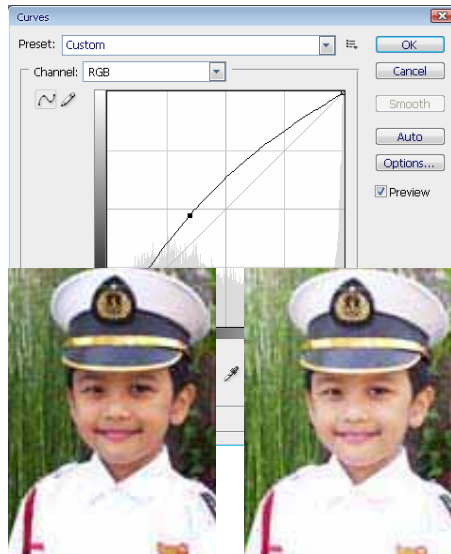 Curves
Preset: Custom
OK
Channel: RGB
Cancel
Smooth
Auto
Options...
Preview